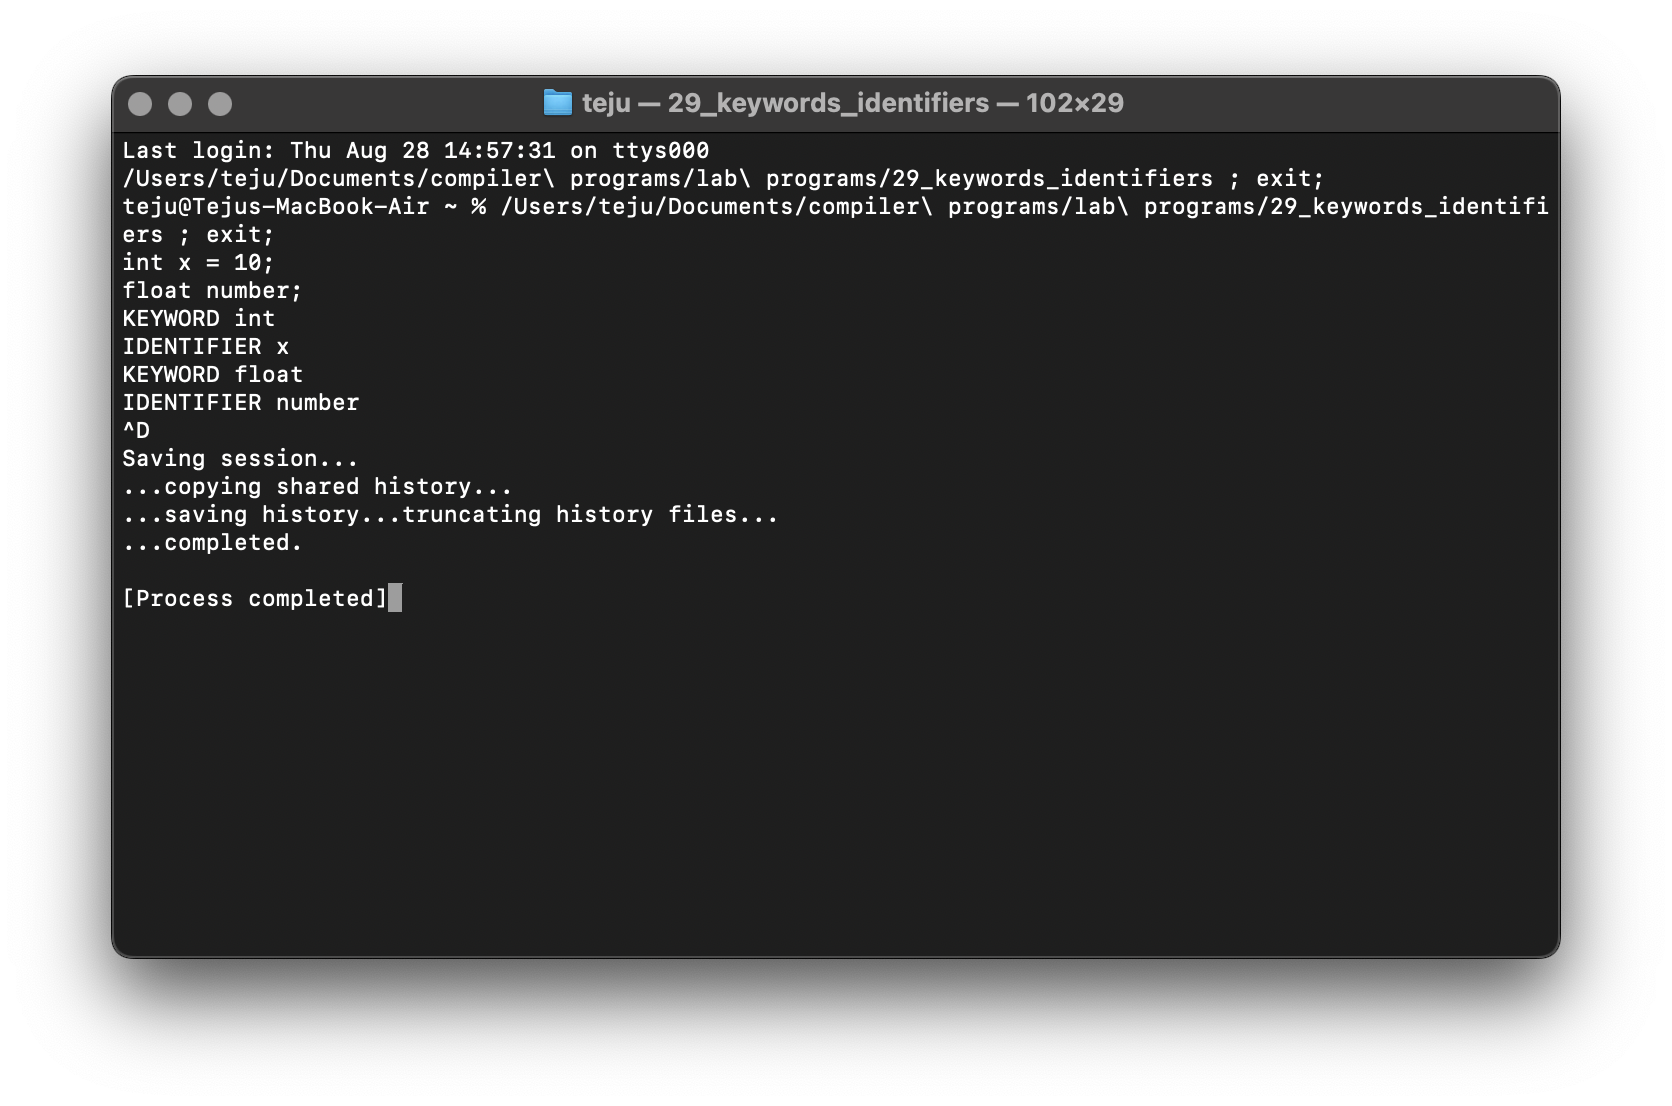 teju — 29_keywords_identifiers — 102×29
Last login: Thu Aug 28 14:57:31 on ttys000
/Users/teju/Documents/compiler\ programs/lab\ programs/29_keywords_identifiers ; exit;
teju@Tejus-MacBook-Air ~ % /Users/teju/Documents/compiler\ programs/lab\ programs/29_keywords_identifi
ers ; exit;
int x = 10;
float number;
KEYWORD int
IDENTIFIER x
KEYWORD float
IDENTIFIER number
^D
Saving session...
...copying shared history...
...saving history...truncating history files...
...completed.
[Process completed]